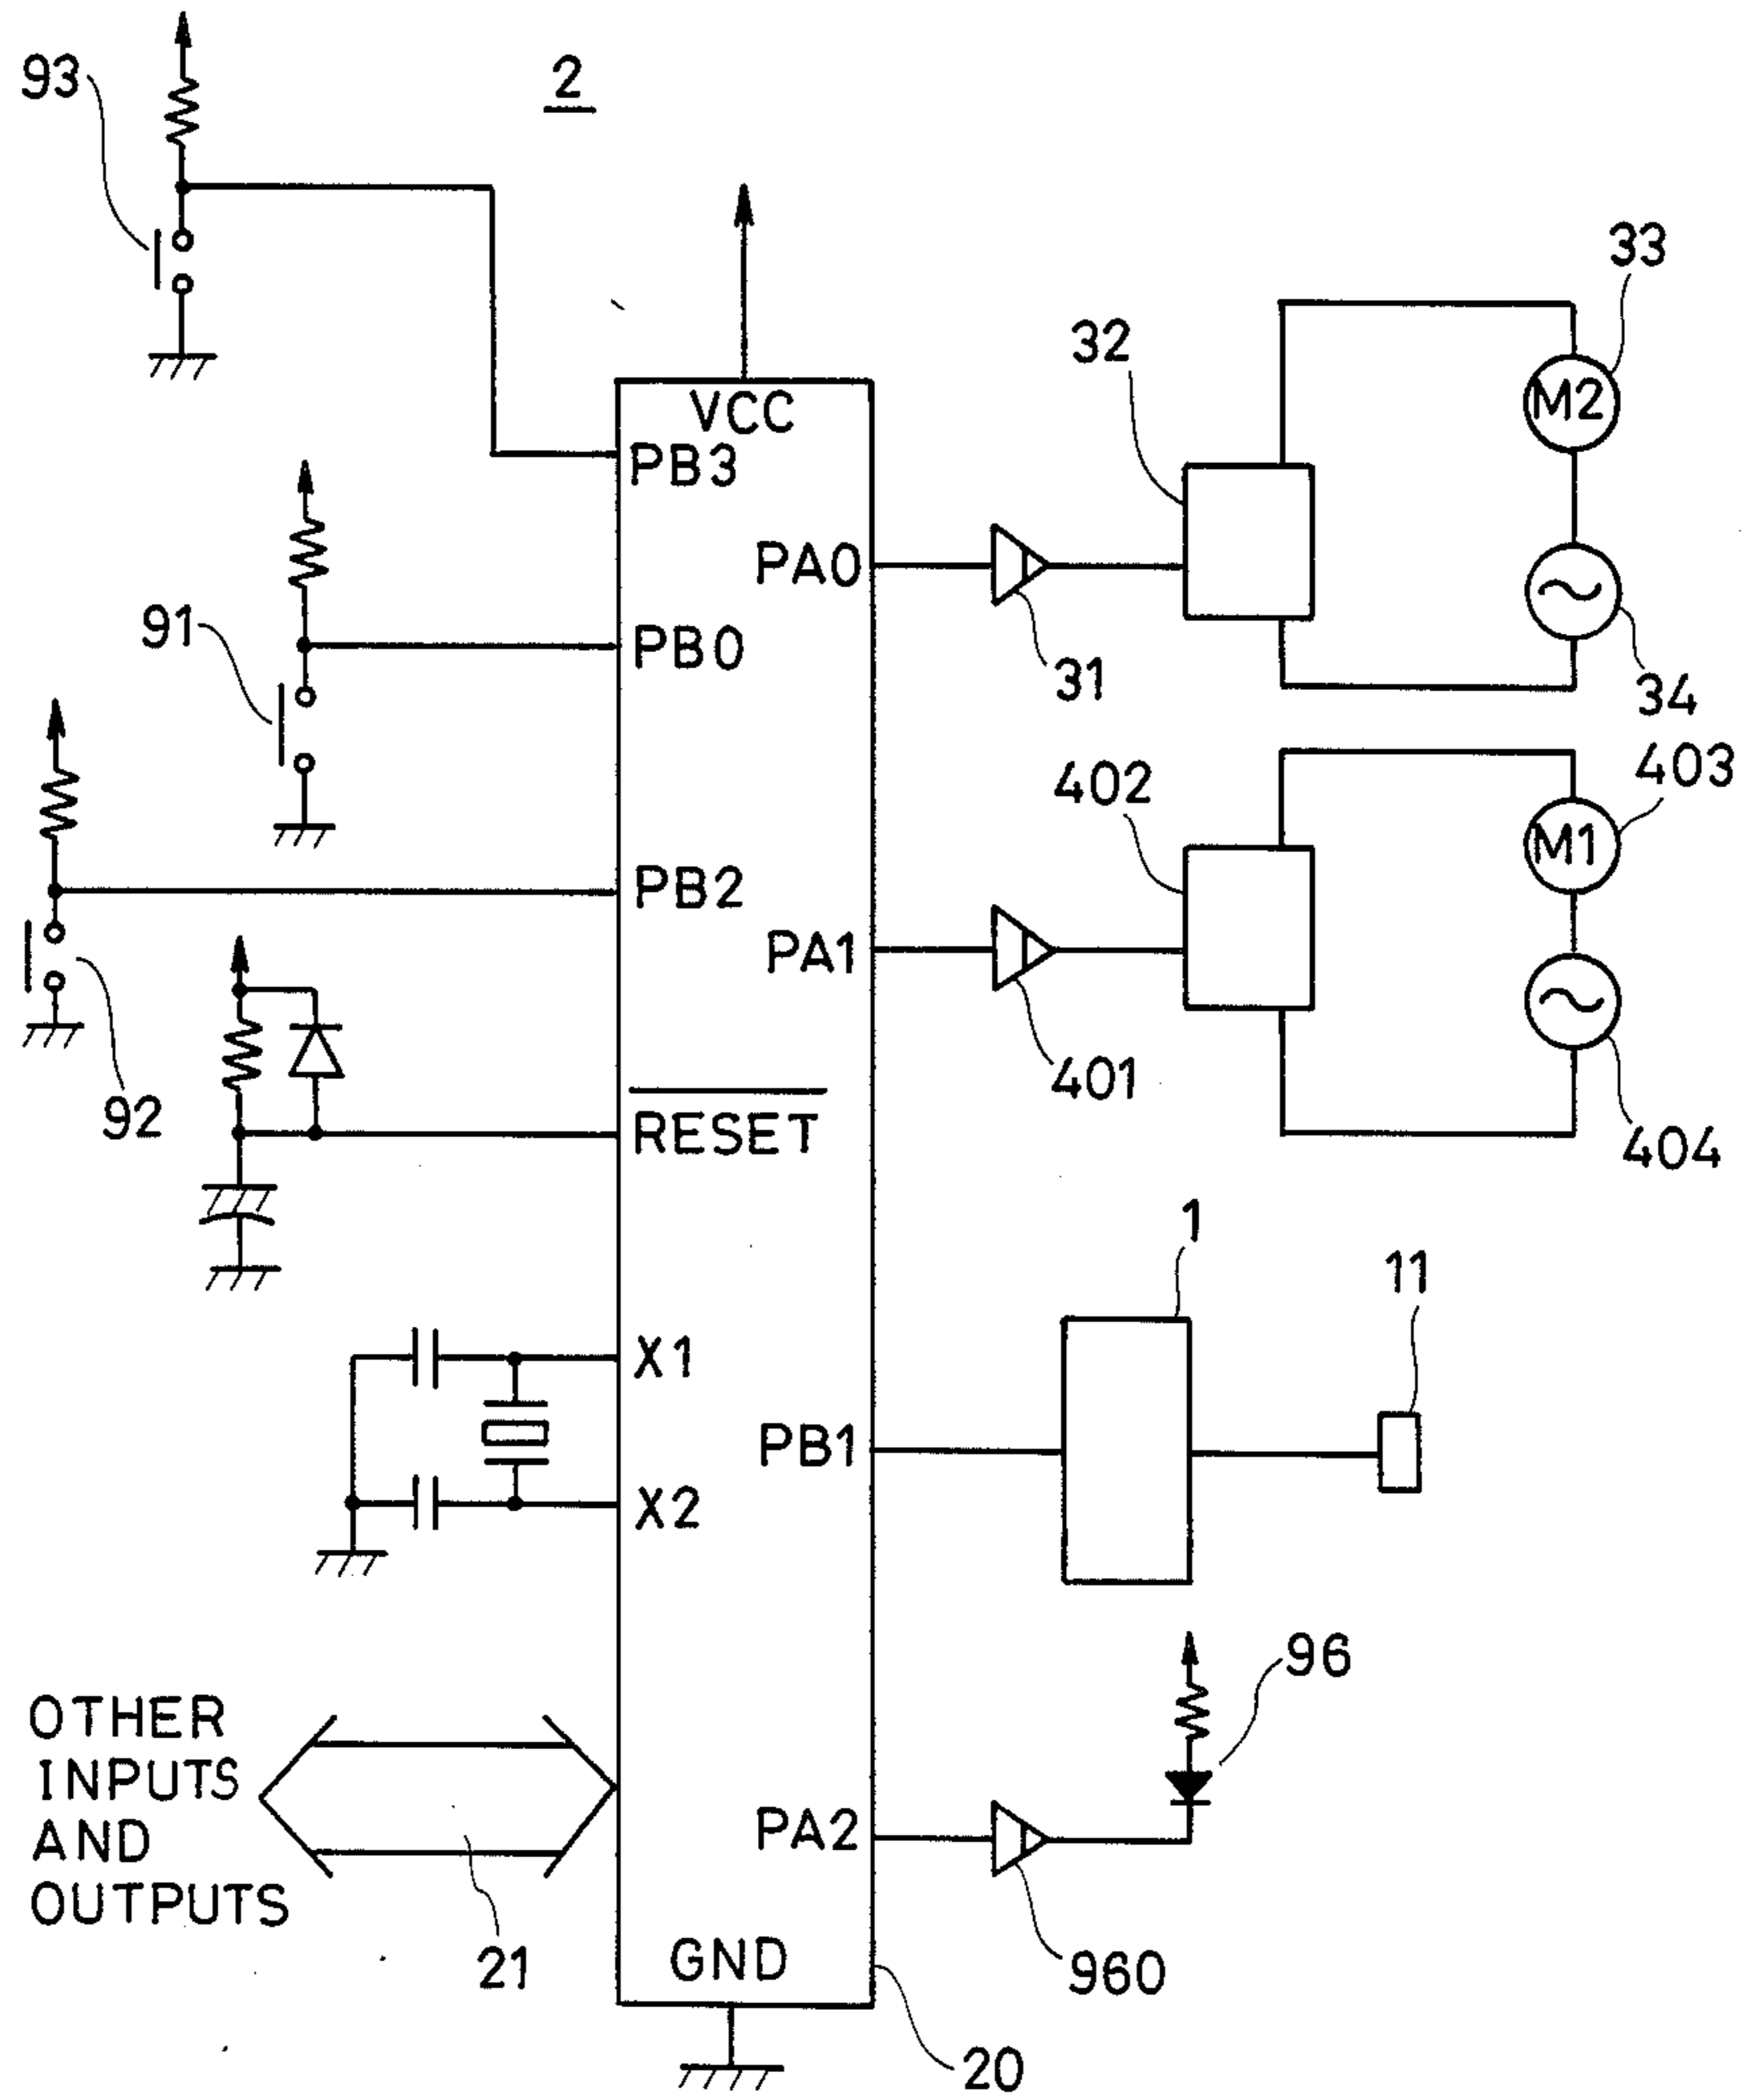 93
2
33
32
VCC
PB3
M2
PA0
91
PB0
31
34
403
402
M1
PB2
PA1
401
92
RESET
404
1
11
X1
PB1
X2
96
OTHER
INPUTS
AND
OUTPUTS
PA2
21
GND
960
20